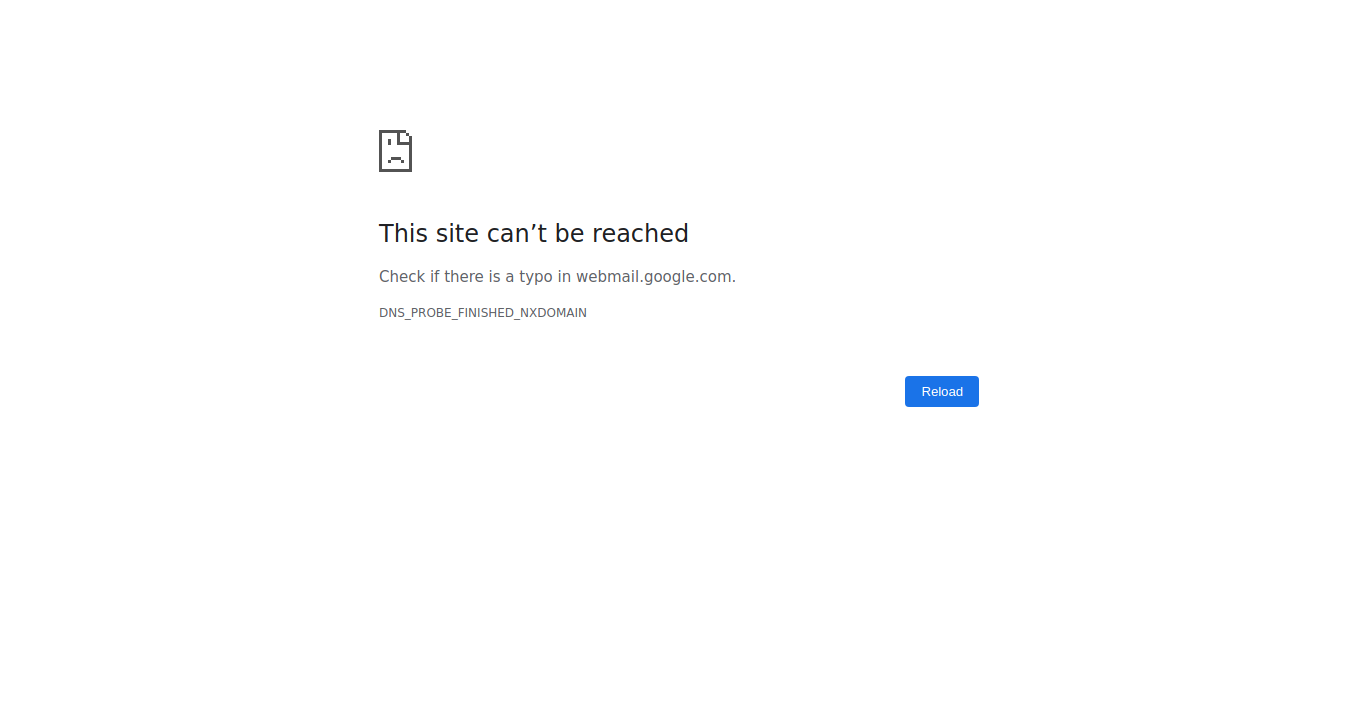 This site can’t be reached
Check if there is a typo in webmail.google.com.
DNS_PROBE_FINISHED_NXDOMAIN
Reload